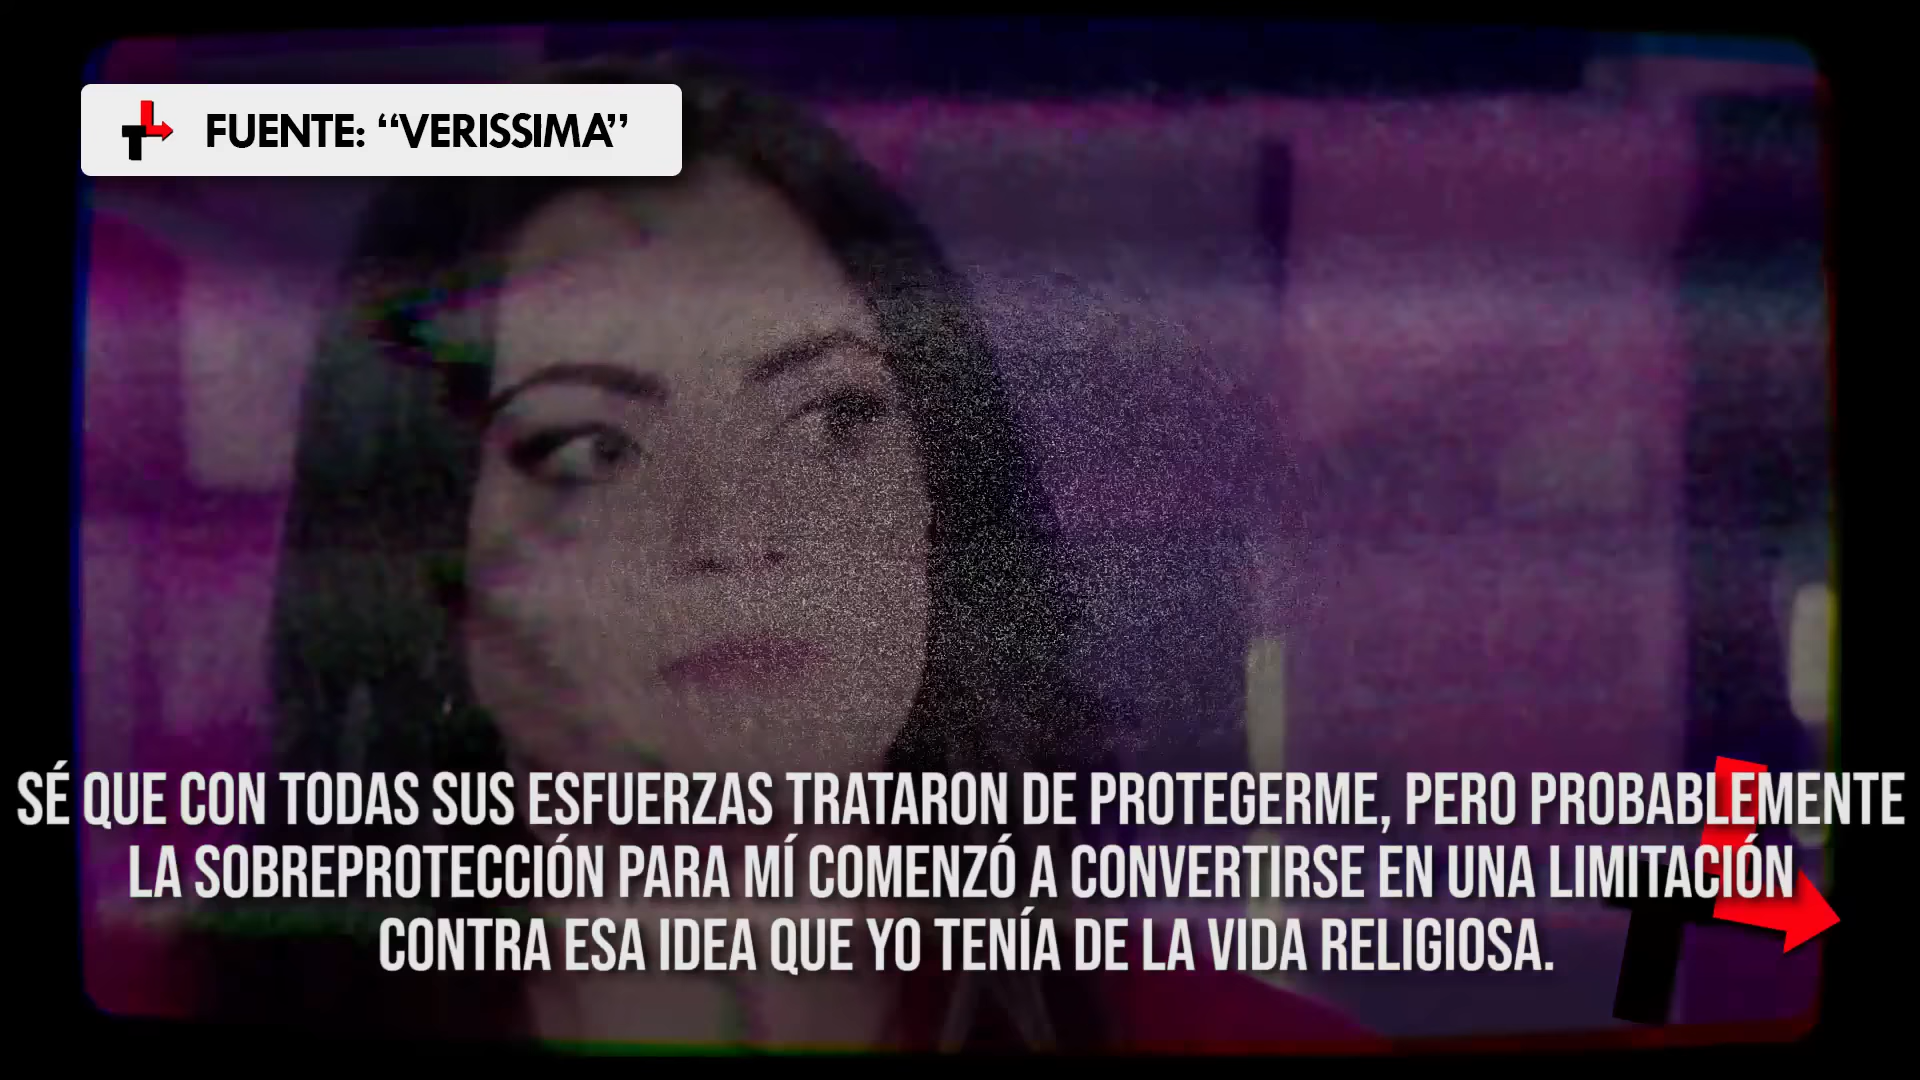 FUENTE: “VERISSIMA”
SÉ QUE CON TODAS SUS ESFUERZAS TRATARON DE PROTEGERME, PERO PROBABLEMENTE
LA SOBREPROTECCIÓN PARA MÍ COMENZÓ A CONVERTIRSE EN UNA LIMITACIÓN
CONTRA ESA IDEA QUE YO TENÍA DE LA VIDA RELIGIOSA.